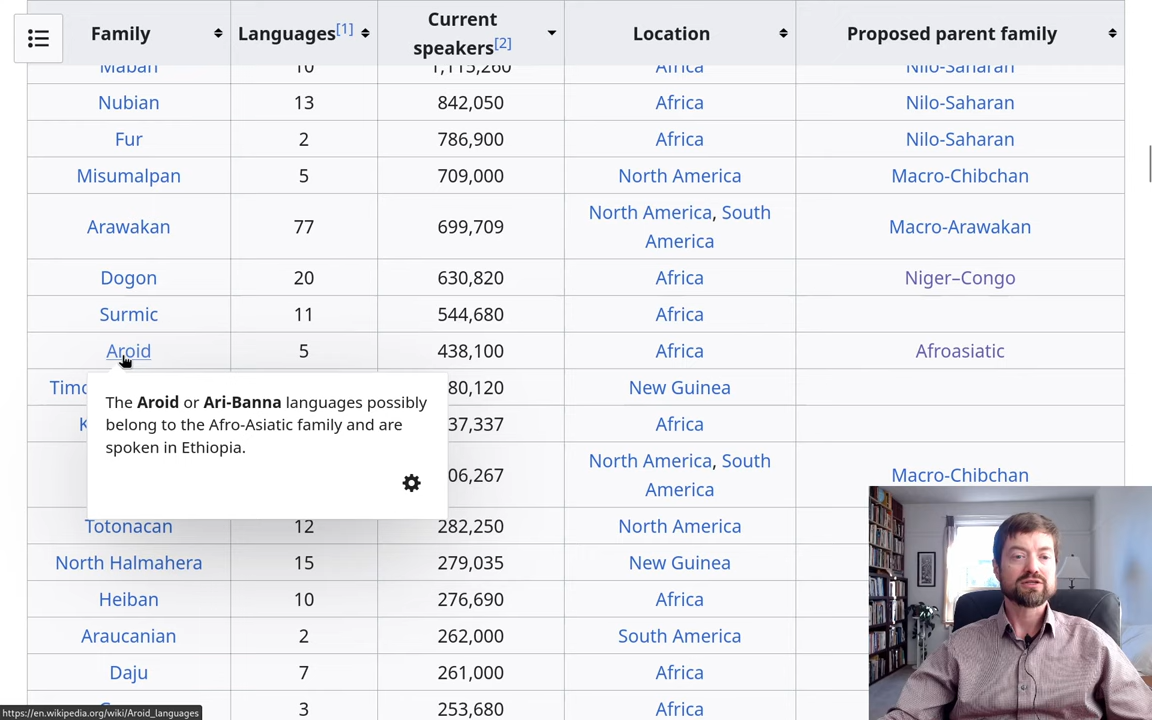 Family Languages[1] Current speakers[2] Location Proposed parent family
Maban 10 1,115,260 Africa Nilo-Saharan
Nubian 13 842,050 Africa Nilo-Saharan
Fur 2 786,900 Africa Nilo-Saharan
Misumalpan 5 709,000 North America Macro-Chibchan
Arawakan 77 699,709 North America, South America Macro-Arawakan
Dogon 20 630,820 Africa Niger–Congo
Surmic 11 544,680 Africa
Aroid 5 438,100 Africa Afroasiatic
80,120 New Guinea
The Aroid or Ari-Banna languages possibly
belong to the Afro-Asiatic family and are
spoken in Ethiopia.
37,337 Africa
06,267 North America, South America Macro-Chibchan
Totonacan 12 282,250 North America
North Halmahera 15 279,035 New Guinea
Heiban 10 276,690 Africa
Araucanian 2 262,000 South America
Daju 7 261,000 Africa
3 253,680 Africa
https://en.wikipedia.org/wiki/Aroid_languages